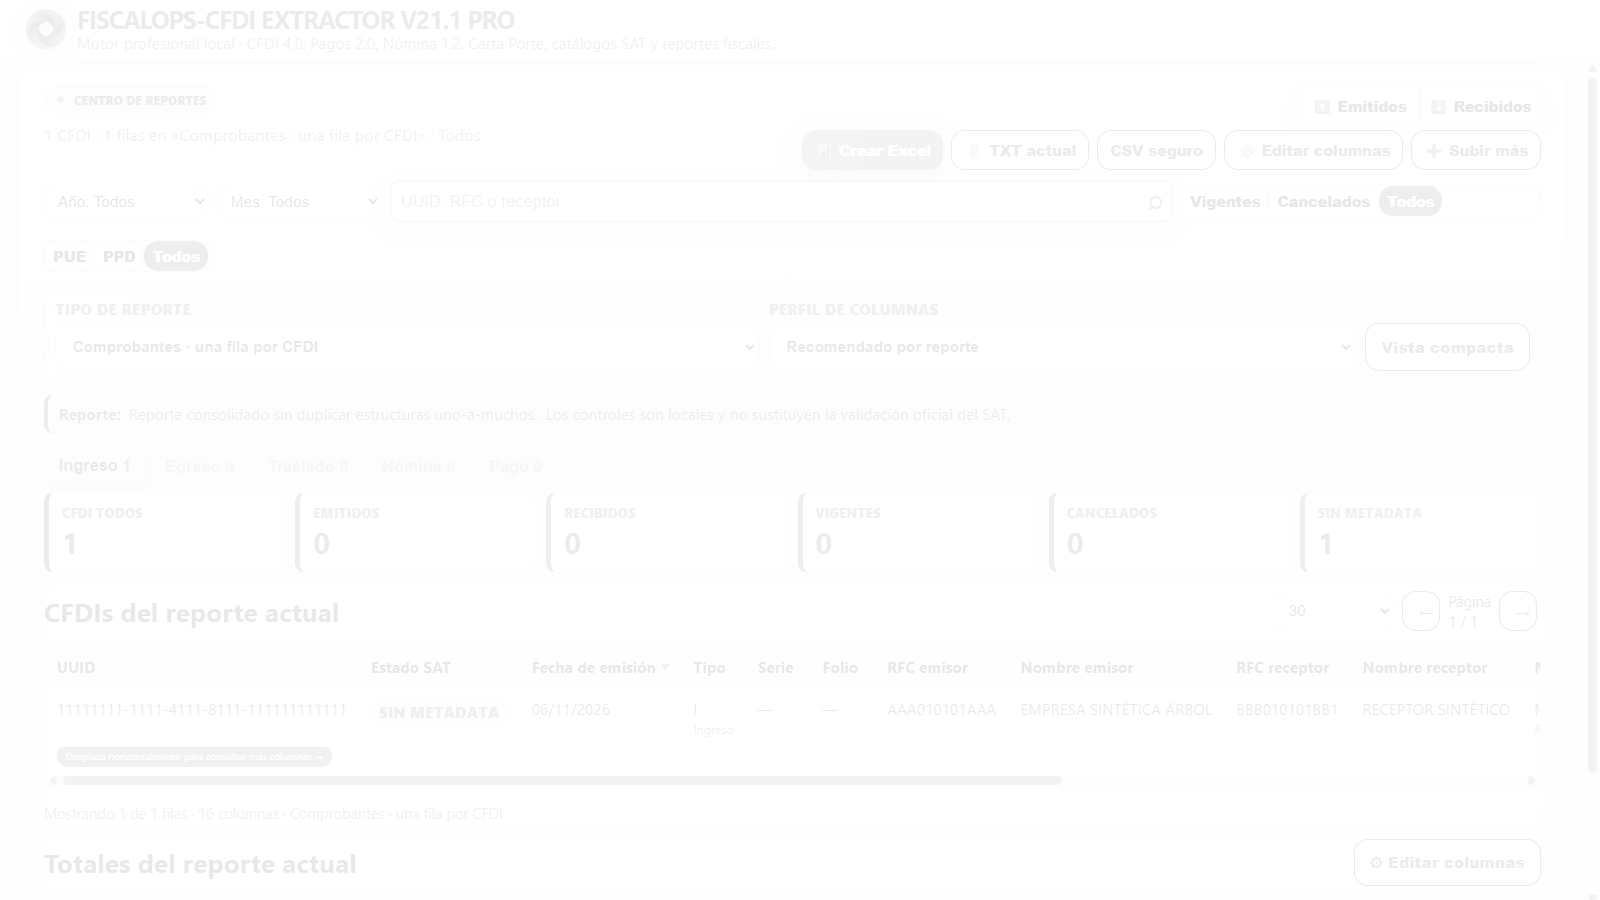 FISCALOPS-CFDI EXTRACTOR V21.1 PRO
Motor profesional local · CFDI 4.0, Pagos 2.0, Nómina 1.2, Carta Porte, catálogos SAT y reportes fiscales.
CENTRO DE REPORTES
Emitidos Recibidos
1 CFDI · 1 filas en «Comprobantes · una fila por CFDI» · Todos
Crear Excel TXT actual CSV seguro Editar columnas Subir más
Año: Todos Mes: Todos UUID, RFC o receptor Vigentes Cancelados Todos
PUE PPD Todos
TIPO DE REPORTE PERFIL DE COLUMNAS
Comprobantes · una fila por CFDI Recomendado por reporte Vista compacta
Reporte: Reporte consolidado sin duplicar estructuras uno-a-muchos. Los controles son locales y no sustituyen la validación oficial del SAT.
Ingreso 1 Egreso 0 Traslado 0 Nómina 0 Pago 0
CFDI TODOS EMITIDOS RECIBIDOS VIGENTES CANCELADOS SIN METADATA
1 0 0 0 0 1
CFDIs del reporte actual 30 ← Página 1 / 1 →
UUID Estado SAT Fecha de emisión ▼ Tipo Serie Folio RFC emisor Nombre emisor RFC receptor Nombre receptor
11111111-1111-4111-8111-111111111111 SIN METADATA 06/11/2026 I — — AAA010101AAA EMPRESA SINTÉTICA ÁRBOL BBB010101BB1 RECEPTOR SINTÉTICO
Ingreso
Desplaza horizontalmente para consultar más columnas →
Mostrando 1 de 1 filas · 16 columnas · Comprobantes · una fila por CFDI
Totales del reporte actual ⚙ Editar columnas